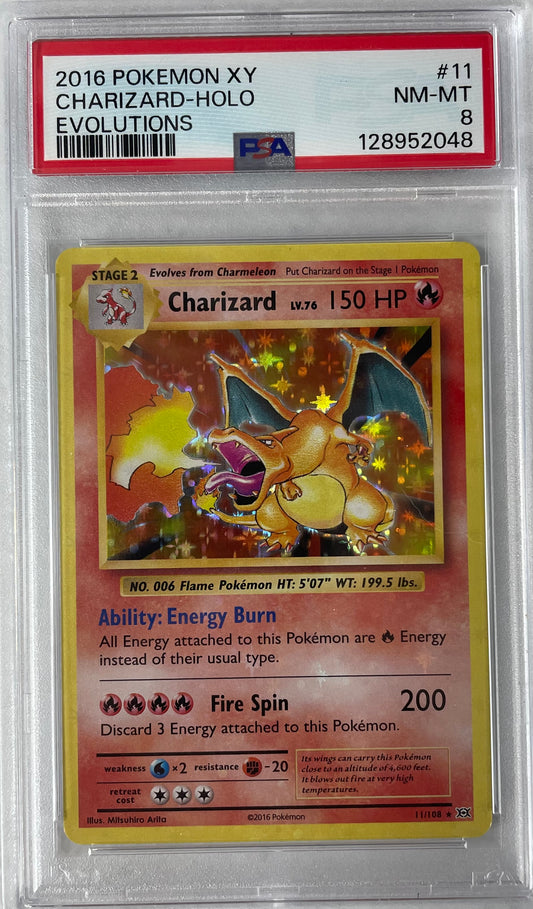 2016 POKEMON XY #11
CHARIZARD-HOLO NM-MT
EVOLUTIONS 8
PSA 128952048
STAGE 2 Evolves from Charmeleon Put Charizard on the Stage 1 Pokémon
Charizard LV.76 150 HP
NO. 006 Flame Pokémon HT: 5'07" WT: 199.5 lbs.
Ability: Energy Burn
All Energy attached to this Pokémon are Energy
instead of their usual type.
Fire Spin 200
Discard 3 Energy attached to this Pokémon.
weakness ×2 resistance -20
retreat
cost
Its wings can carry this Pokémon
close to an altitude of 4,600 feet.
It blows out fire at very high
temperatures.
Illus. Mitsuhiro Arita ©2016 Pokémon 11/108